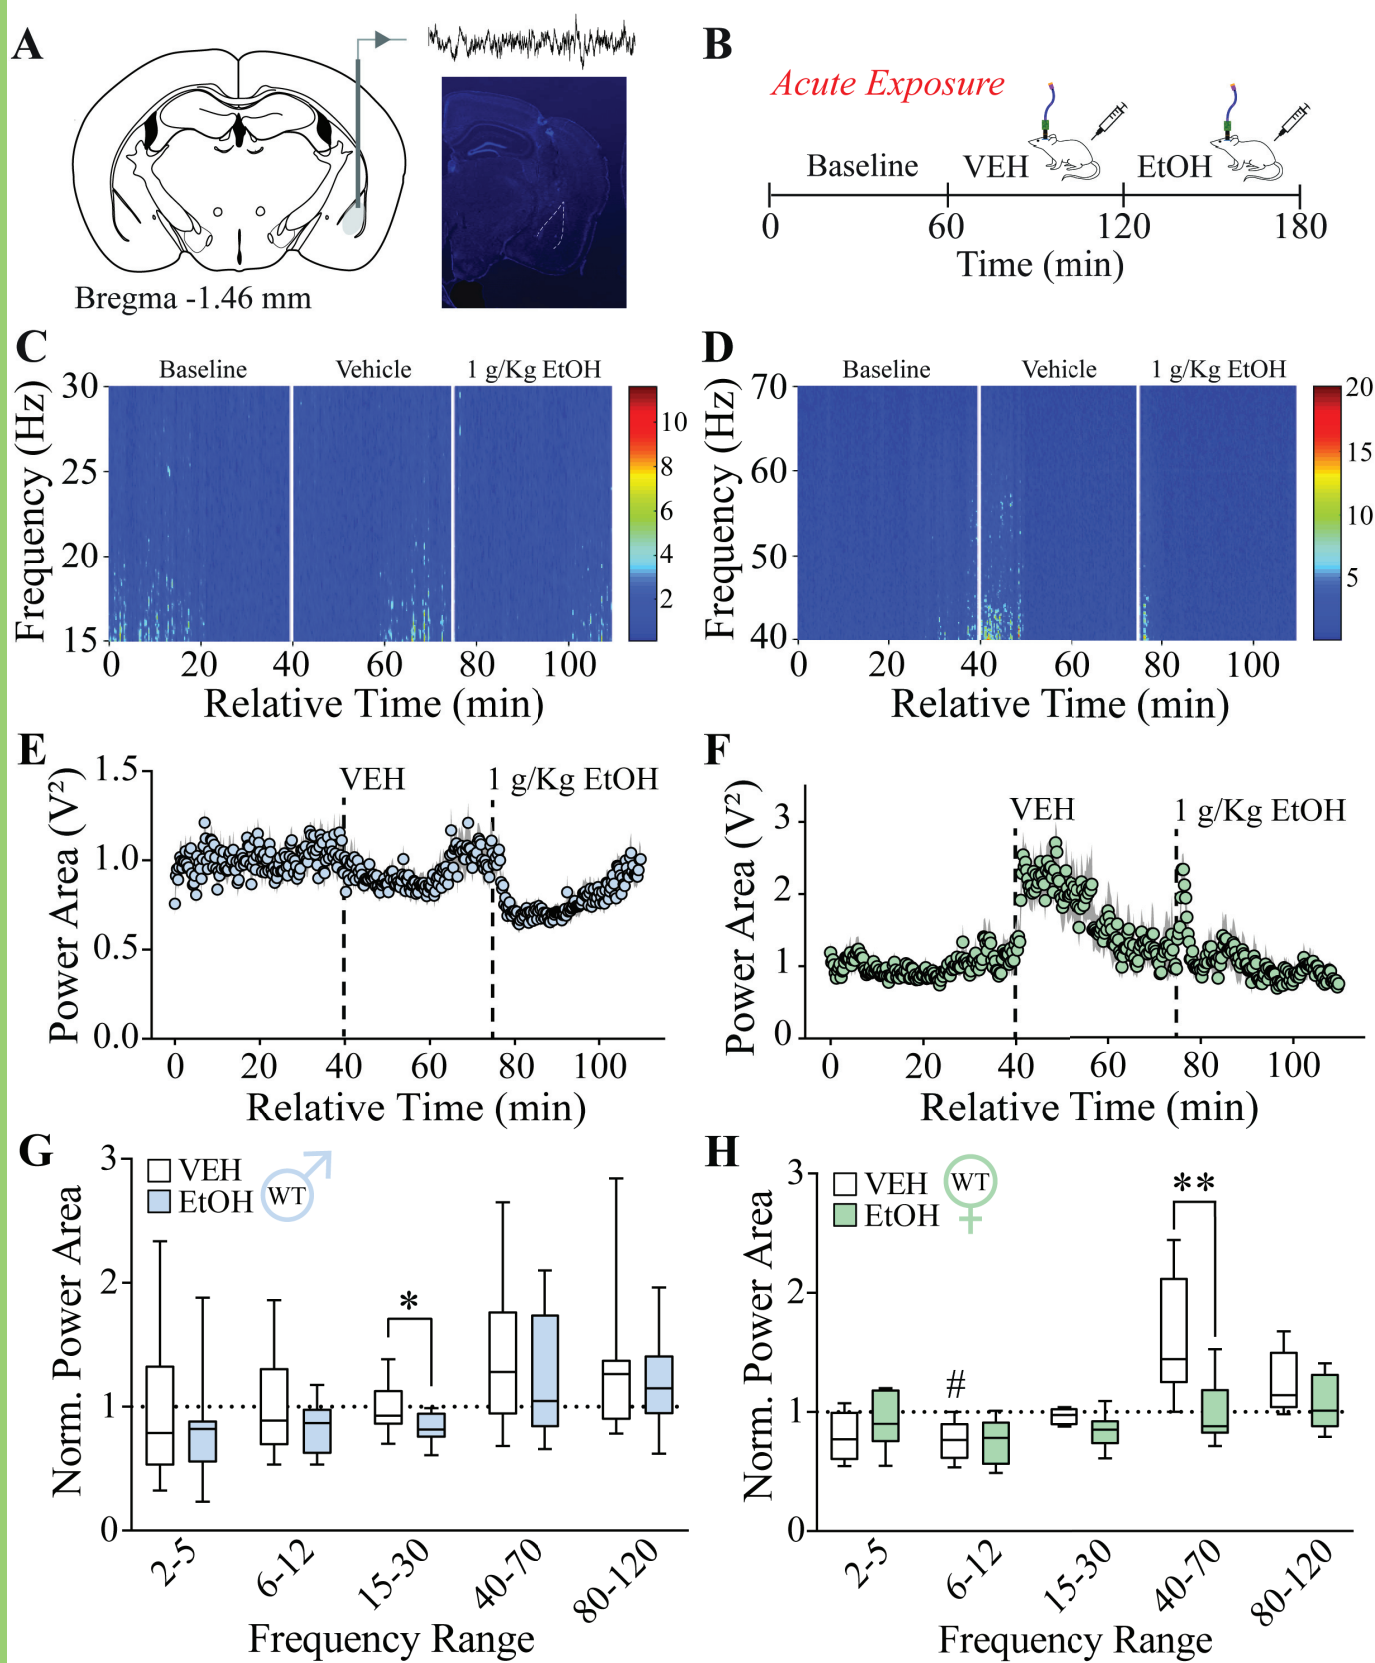 A
Bregma -1.46 mm
B
Acute Exposure
Baseline VEH EtOH
0 60 120 180
Time (min)
C
Baseline Vehicle 1 g/Kg EtOH
Frequency (Hz)
30
25
20
15
0 20 40 60 80 100
Relative Time (min)
10
8
6
4
2
D
Baseline Vehicle 1 g/Kg EtOH
Frequency (Hz)
70
60
50
40
0 20 40 60 80 100
Relative Time (min)
20
15
10
5
E
VEH 1 g/Kg EtOH
Power Area (V²)
1.5
1.0
0.5
0.0
0 20 40 60 80 100
Relative Time (min)
F
VEH 1 g/Kg EtOH
Power Area (V²)
3
2
1
0
0 20 40 60 80 100
Relative Time (min)
G
VEH
EtOH
WT
*
Norm. Power Area
3
2
1
0
2-5 6-12 15-30 40-70 80-120
Frequency Range
H
VEH
EtOH
WT
**
#
Norm. Power Area
3
2
1
0
2-5 6-12 15-30 40-70 80-120
Frequency Range